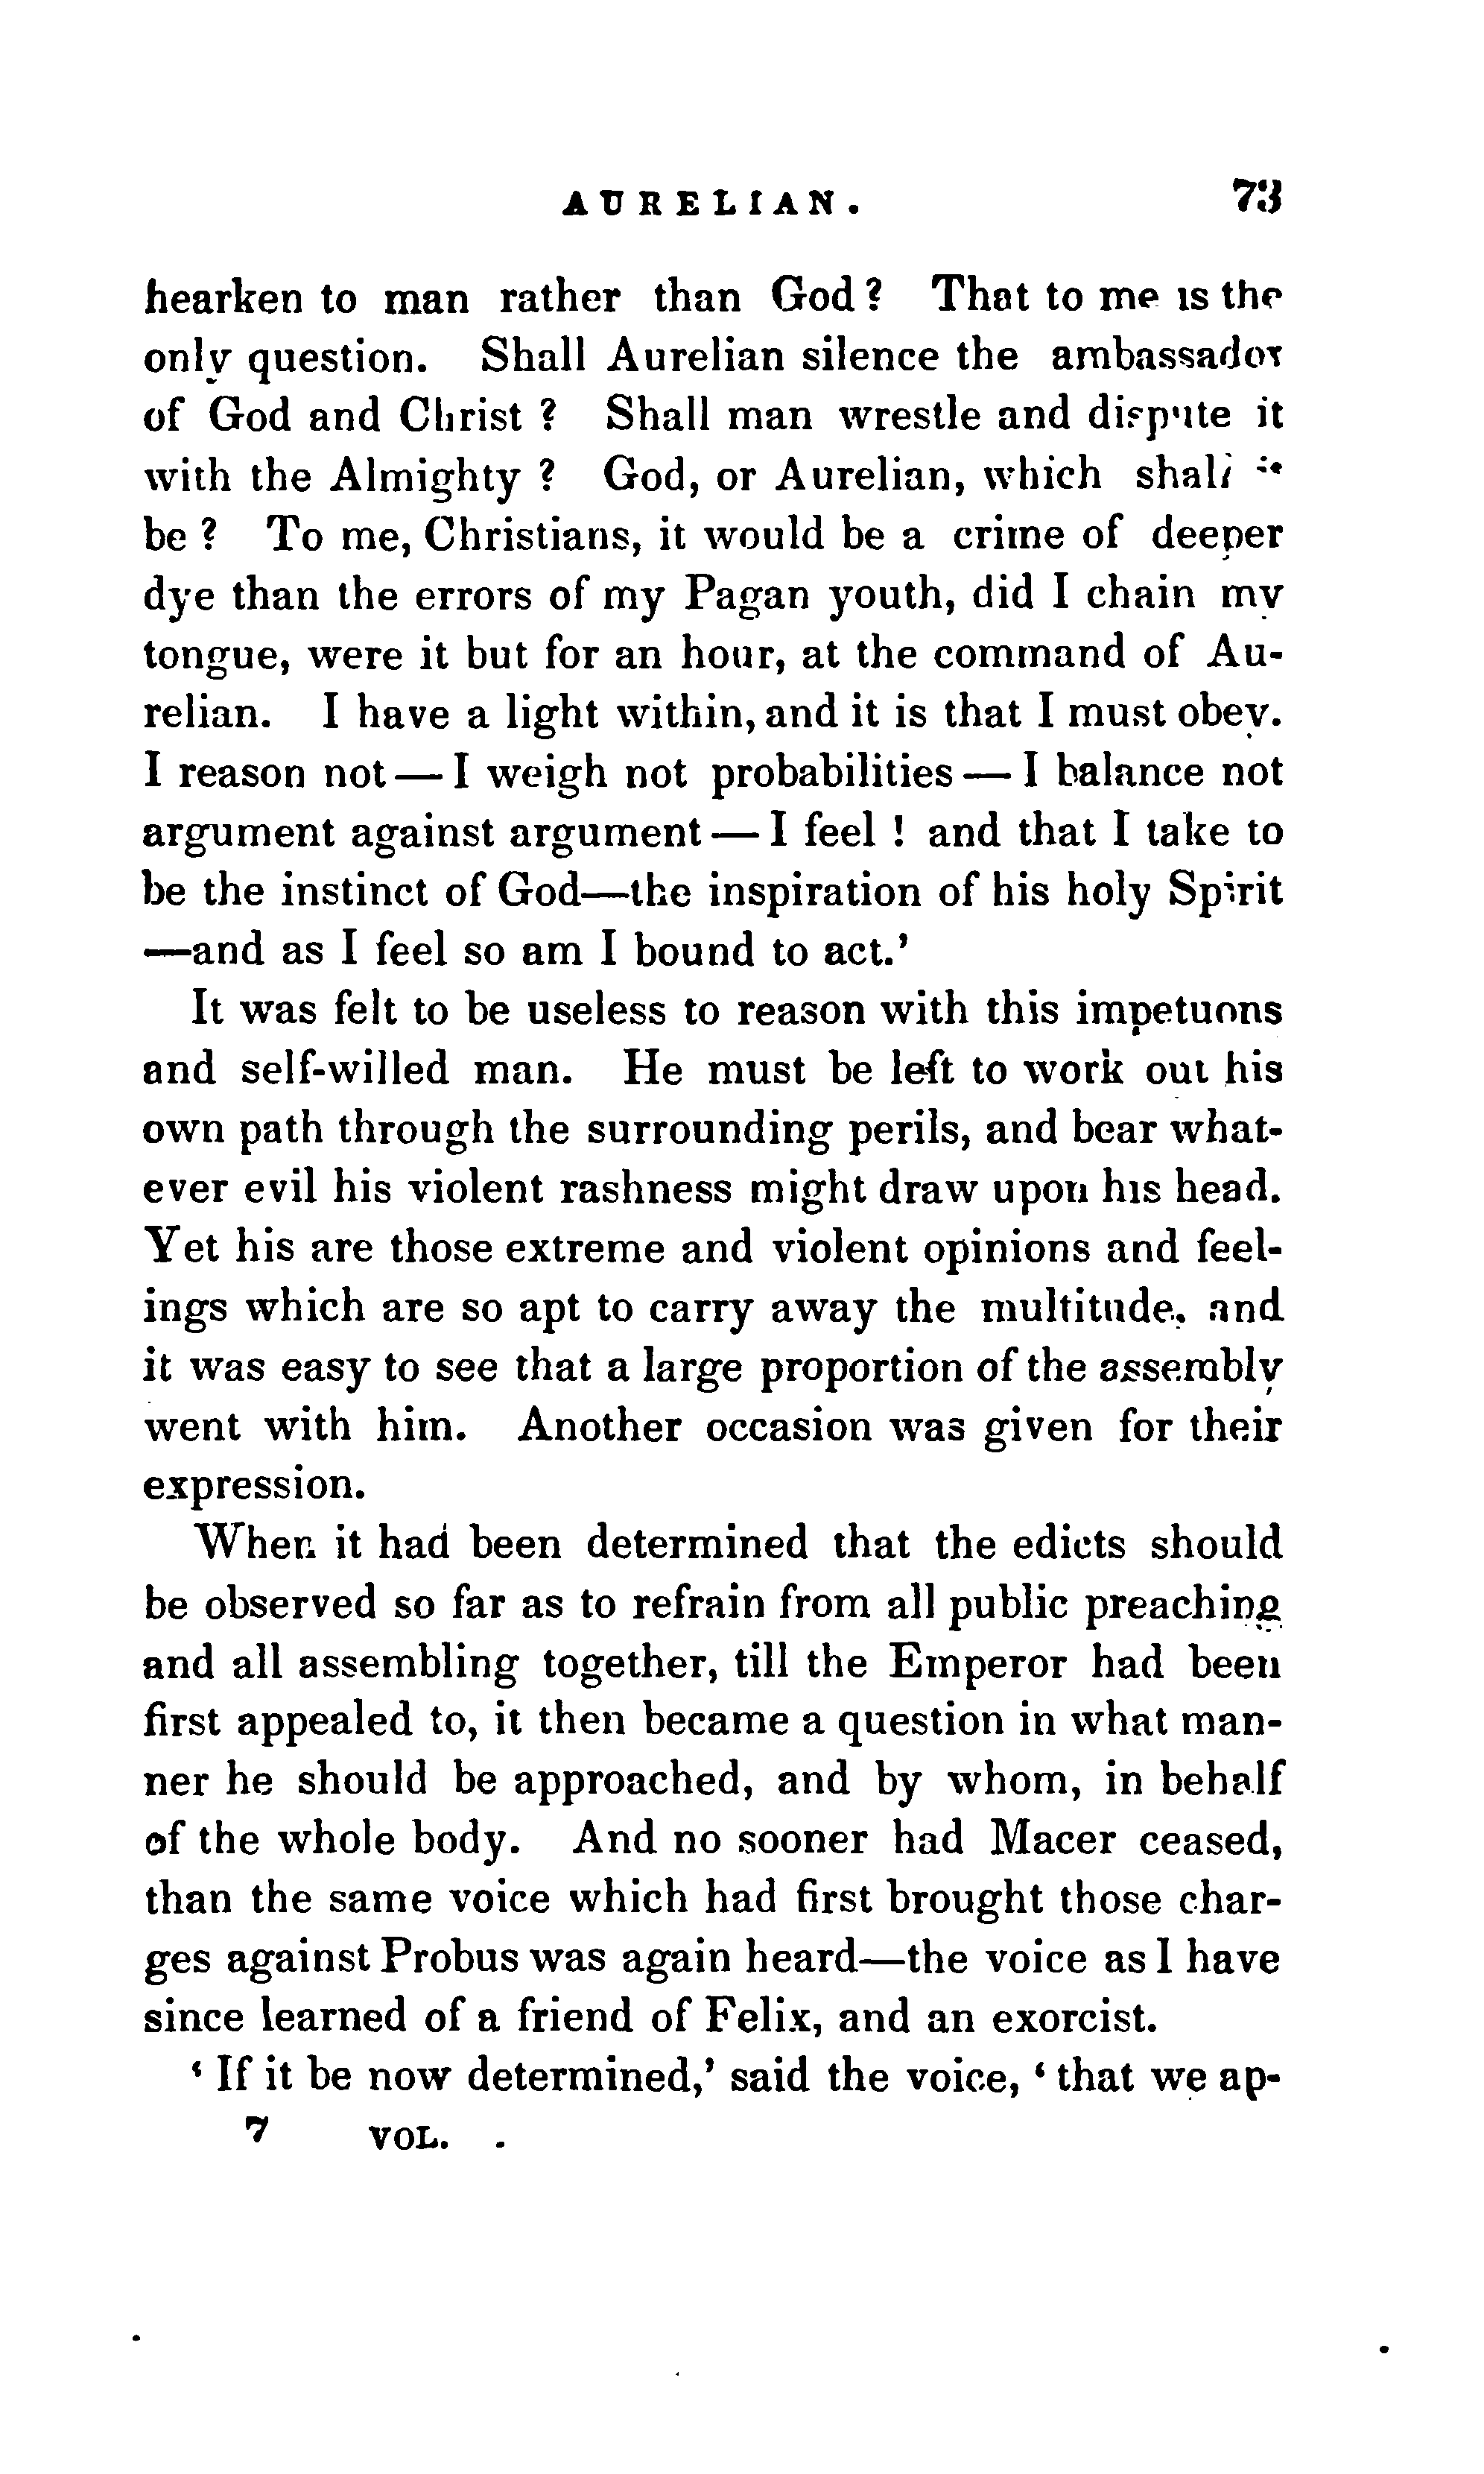 AURELIAN. 73
hearken to man rather than God? That to me is the
only question. Shall Aurelian silence the ambassador
of God and Christ? Shall man wrestle and dispute it
with the Almighty? God, or Aurelian, which shall it
be? To me, Christians, it would be a crime of deeper
dye than the errors of my Pagan youth, did I chain my
tongue, were it but for an hour, at the command of Au-
relian. I have a light within, and it is that I must obey.
I reason not—I weigh not probabilities—I balance not
argument against argument—I feel! and that I take to
be the instinct of God—the inspiration of his holy Spirit
—and as I feel so am I bound to act.'
It was felt to be useless to reason with this impetuous
and self-willed man. He must be left to work out his
own path through the surrounding perils, and bear what-
ever evil his violent rashness might draw upon his head.
Yet his are those extreme and violent opinions and feel-
ings which are so apt to carry away the multitude, and
it was easy to see that a large proportion of the assembly
went with him. Another occasion was given for their
expression.
When it had been determined that the edicts should
be observed so far as to refrain from all public preaching
and all assembling together, till the Emperor had been
first appealed to, it then became a question in what man-
ner he should be approached, and by whom, in behalf
of the whole body. And no sooner had Macer ceased,
than the same voice which had first brought those char-
ges against Probus was again heard—the voice as I have
since learned of a friend of Felix, and an exorcist.
'If it be now determined,' said the voice, 'that we ap-
7 VOL. .